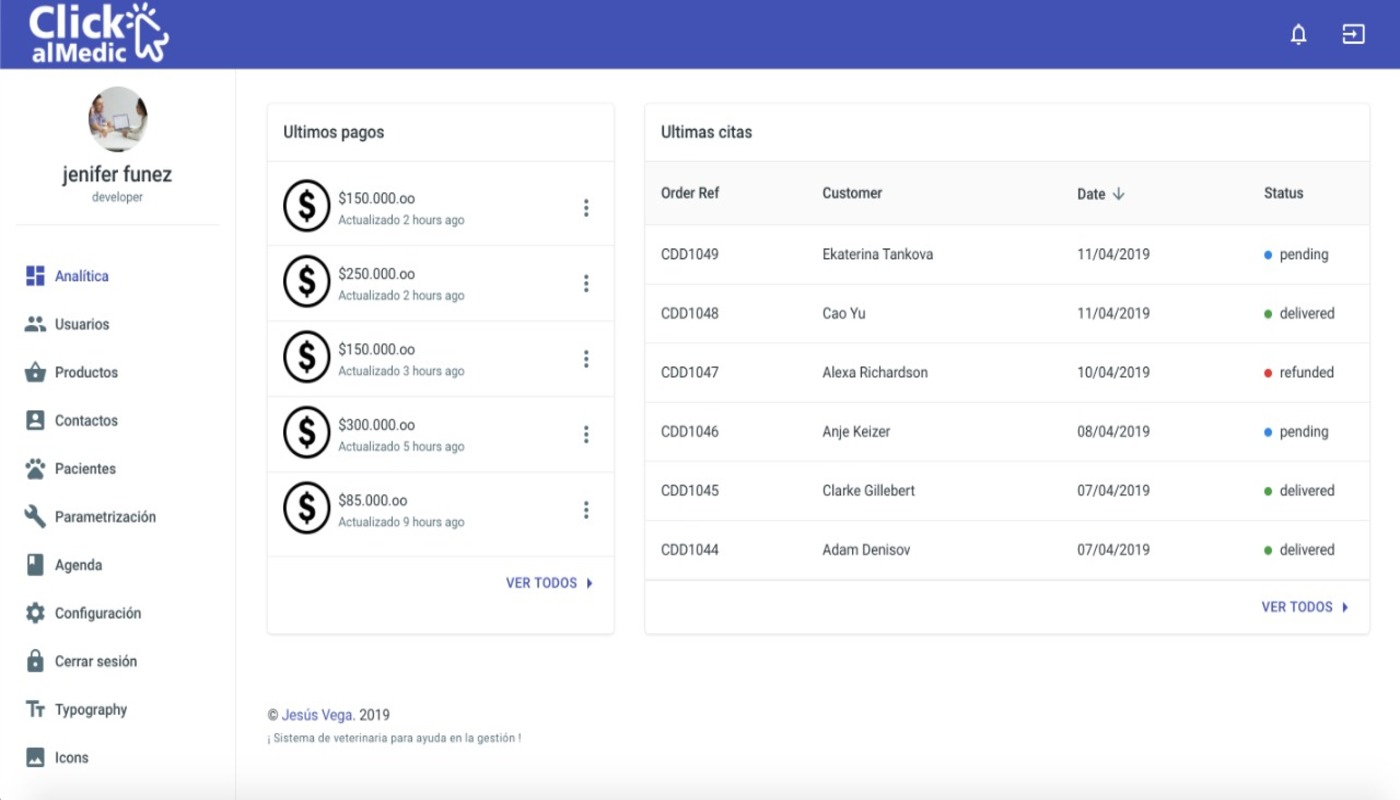 Click
alMedic
jenifer funez
developer
Analítica
Usuarios
Productos
Contactos
Pacientes
Parametrización
Agenda
Configuración
Cerrar sesión
Typography
Icons
Ultimos pagos
$150.000.oo
Actualizado 2 hours ago
$250.000.oo
Actualizado 2 hours ago
$150.000.oo
Actualizado 3 hours ago
$300.000.oo
Actualizado 5 hours ago
$85.000.oo
Actualizado 9 hours ago
VER TODOS
Ultimas citas
Order Ref Customer Date Status
CDD1049 Ekaterina Tankova 11/04/2019 pending
CDD1048 Cao Yu 11/04/2019 delivered
CDD1047 Alexa Richardson 10/04/2019 refunded
CDD1046 Anje Keizer 08/04/2019 pending
CDD1045 Clarke Gillebert 07/04/2019 delivered
CDD1044 Adam Denisov 07/04/2019 delivered
VER TODOS
© Jesús Vega. 2019
¡ Sistema de veterinaria para ayuda en la gestión !